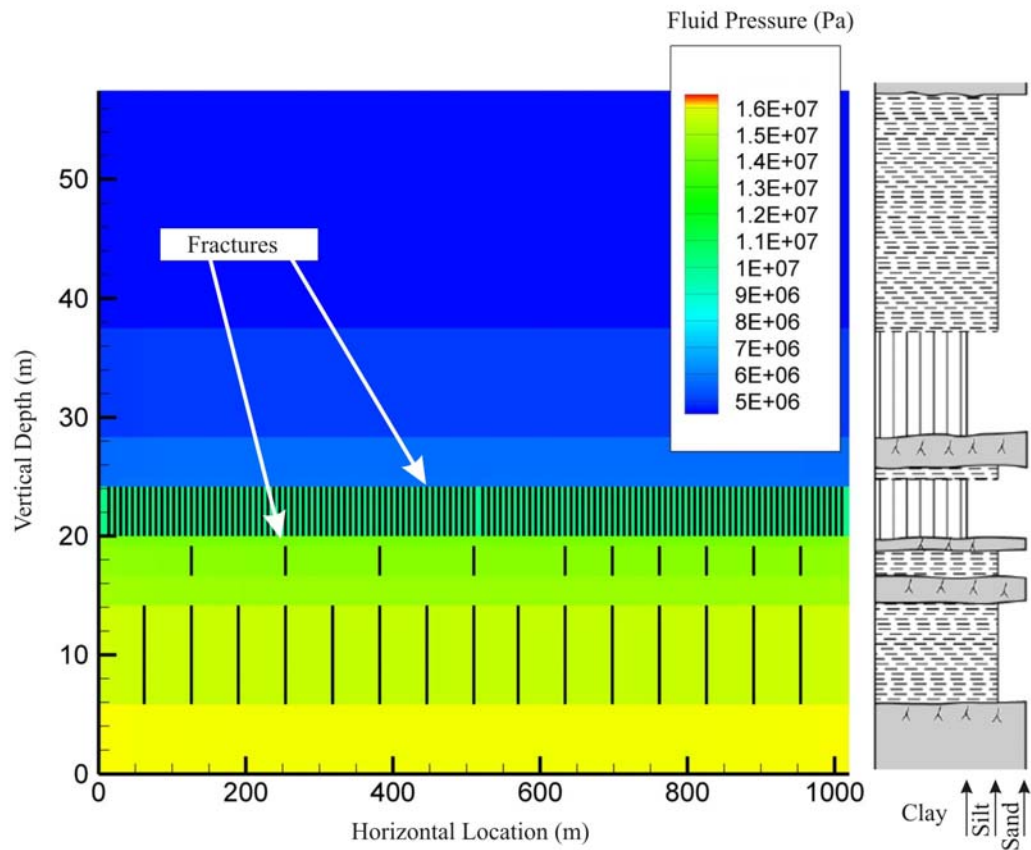 Fluid Pressure (Pa)
1.6E+07
1.5E+07
1.4E+07
1.3E+07
1.2E+07
1.1E+07
1E+07
9E+06
8E+06
7E+06
6E+06
5E+06
Fractures
Vertical Depth (m)
50
40
30
20
10
0
0
200
400
600
800
1000
Horizontal Location (m)
Clay
Silt
Sand